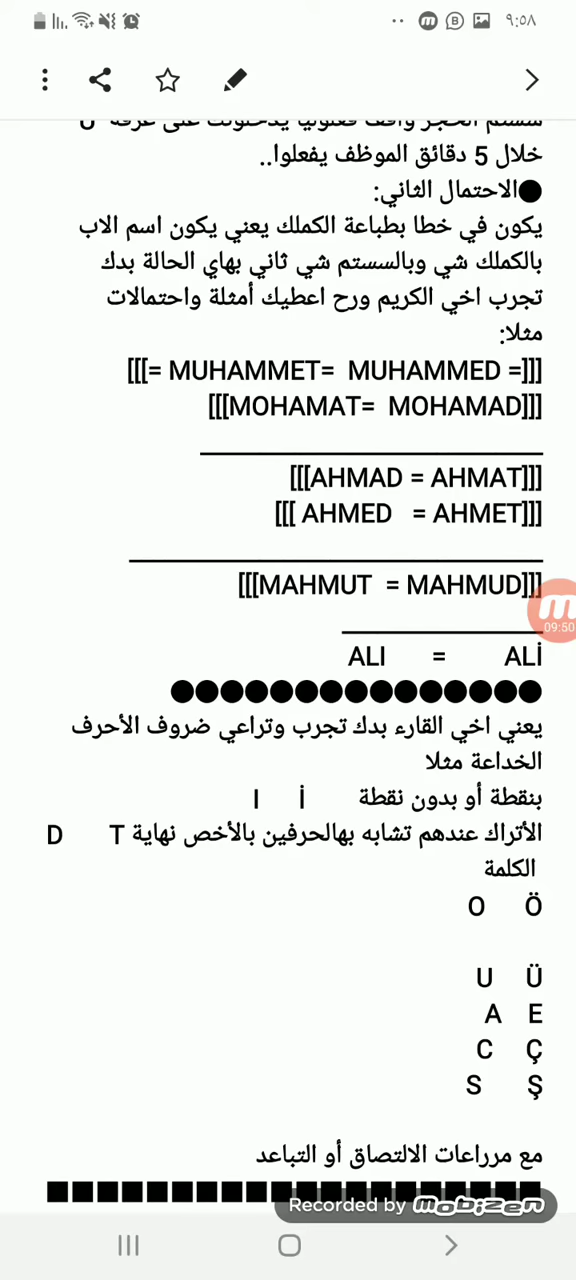 ٩:٥٨
خلال 5 دقائق الموظف يفعلوا..
●الاحتمال الثاني:
يكون في خطا بطباعة الكملك يعني يكون اسم الاب
بالكملك شي وبالسستم شي ثاني بهاي الحالة بدك
تجرب اخي الكريم ورح اعطيك أمثلة واحتمالات
مثلا:
[[[= MUHAMMET=  MUHAMMED =]]]
[[[MOHAMAT=  MOHAMAD]]]
[[[AHMAD = AHMAT]]]
[[[ AHMED   = AHMET]]]
[[[MAHMUT  = MAHMUD]]]
09:50
ALI      =      ALİ
●●●●●●●●●●●●●●●
يعني اخي القارء بدك تجرب وتراعي ضروف الأحرف
الخداعة مثلا
بنقطة أو بدون نقطة      İ     I
الأتراك عندهم تشابه بهالحرفين بالأخص نهاية T      D
الكلمة
O     Ö
U     Ü
A   E
C    Ç
S     Ş
مع مرراعات الالتصاق أو التباعد
Recorded by mobizen